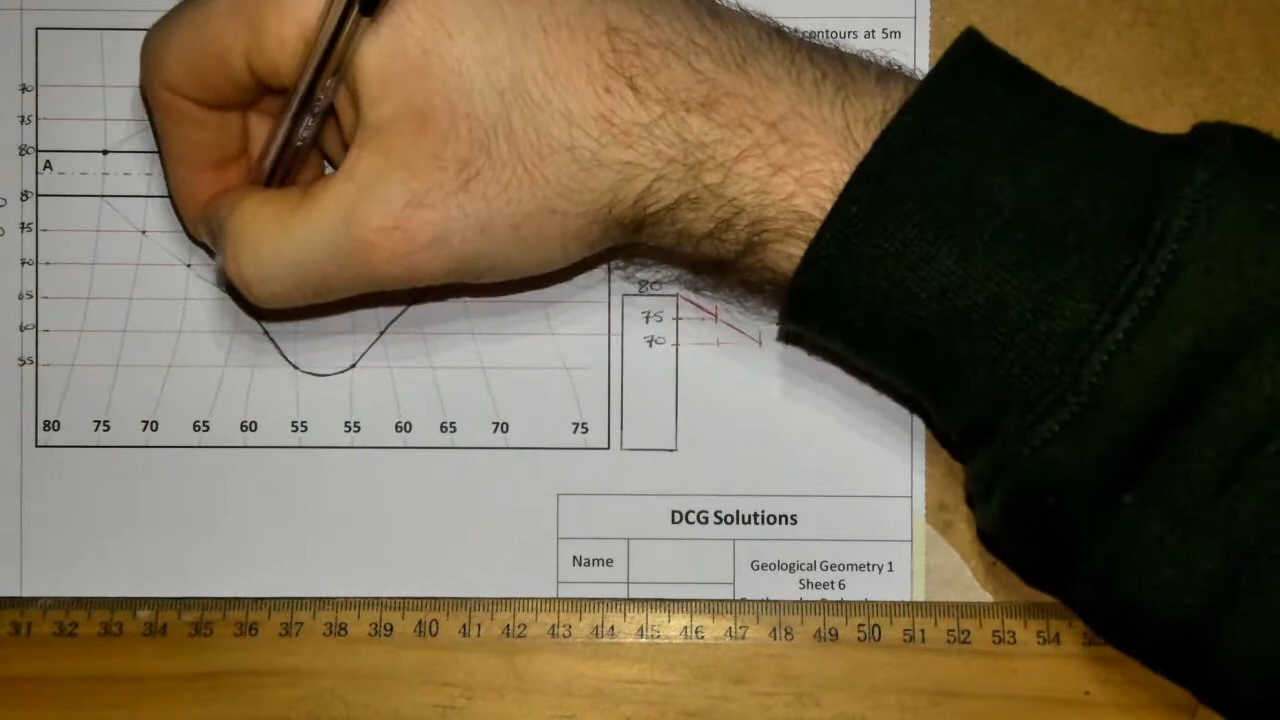 contours at 5m
70
75
80
A
80
75
70
65
60
55
80
75
70
80 75 70 65 60 55 55 60 65 70 75
DCG Solutions
Name
Geological Geometry 1
Sheet 6
31 32 33 34 35 36 37 38 39 40 41 42 43 44 45 46 47 48 49 50 51 52 53 54